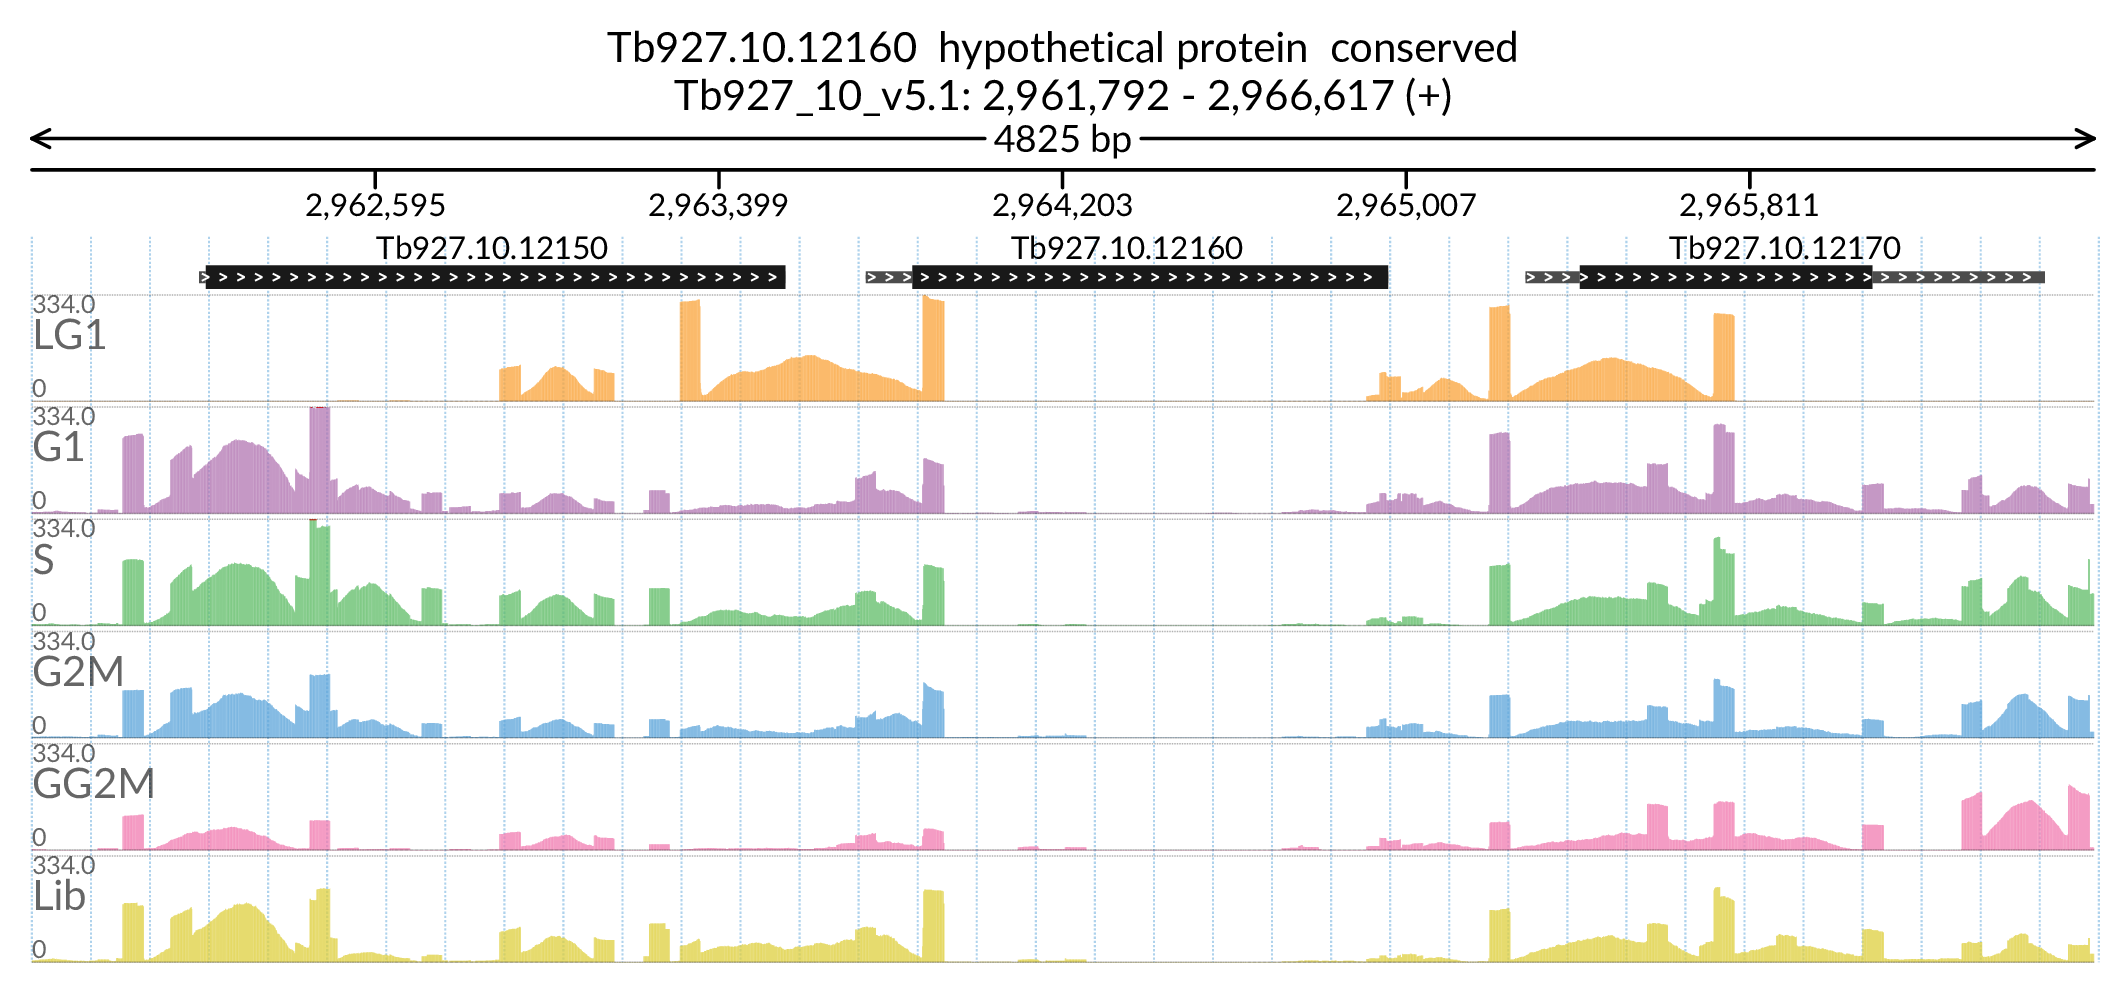 Tb927.10.12160 hypothetical protein conserved
Tb927_10_v5.1: 2,961,792 - 2,966,617 (+)
4825 bp
2,962,595 2,963,399 2,964,203 2,965,007 2,965,811
Tb927.10.12150 Tb927.10.12160 Tb927.10.12170
334.0
LG1
0
334.0
G1
0
334.0
S
0
334.0
G2M
0
334.0
GG2M
0
334.0
Lib
0